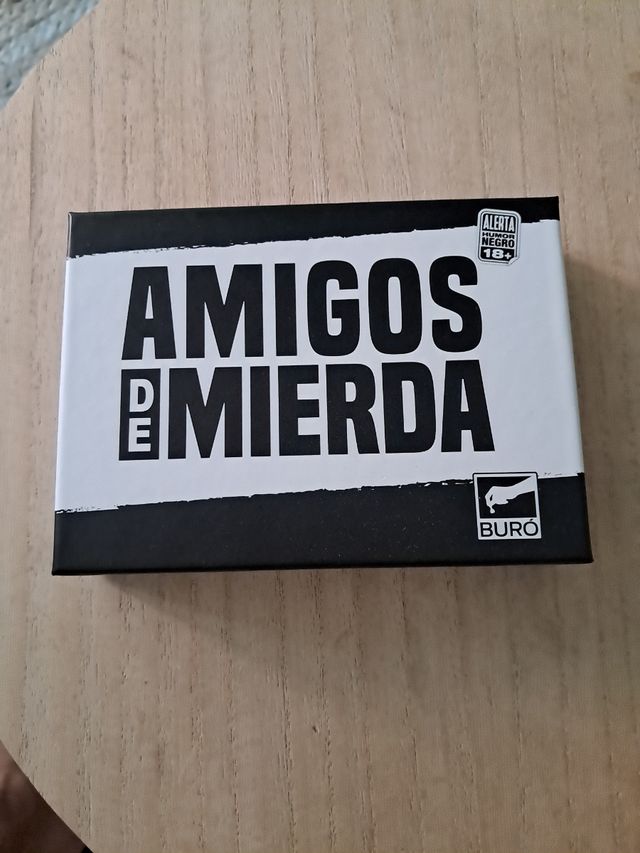 ALERTA
HUMOR
NEGRO
18+
AMIGOS
DE MIERDA
BURÓ